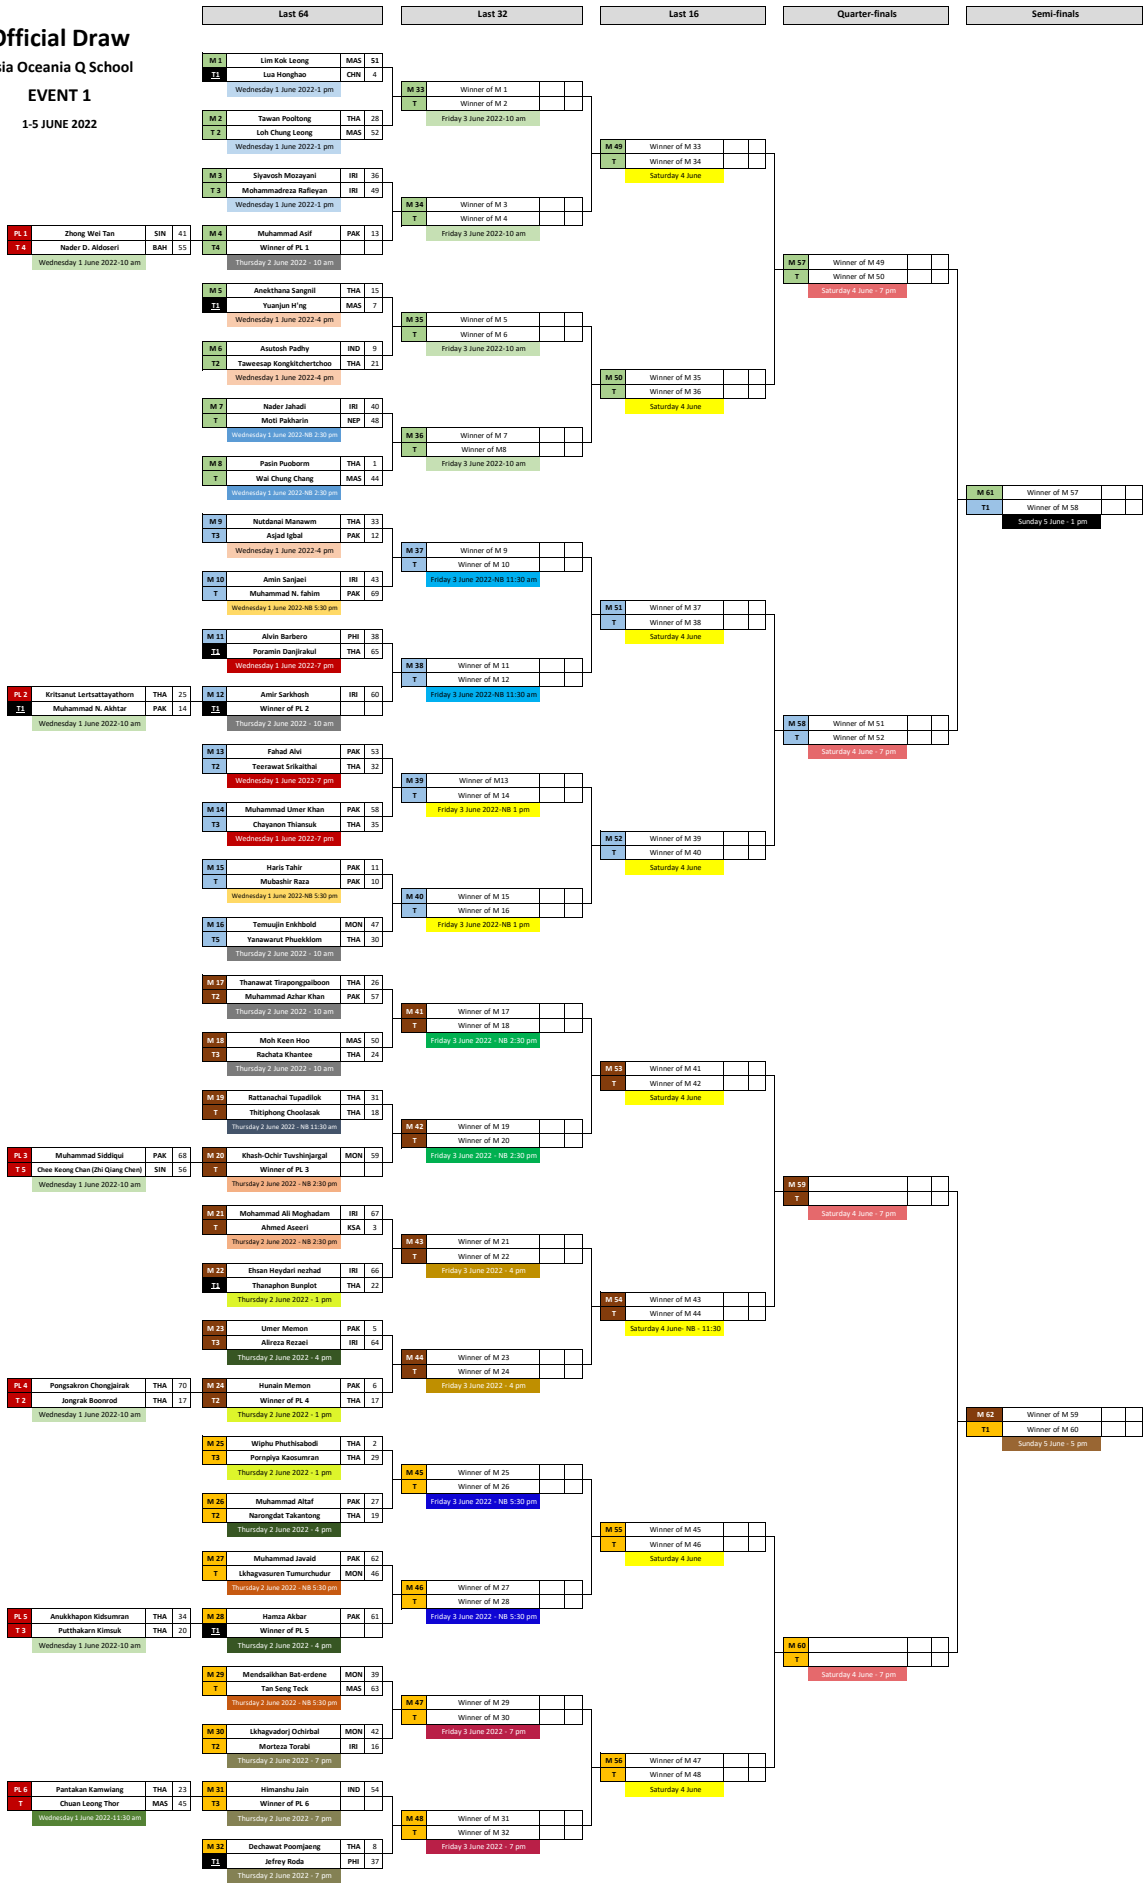 Last 64
Last 32
Last 16
Quarter-finals
Semi-finals
Official Draw
sia Oceania Q School
EVENT 1
1-5 JUNE 2022
M 1 Lim Kok Leong MAS 51
T1 Lua Honghao CHN 4
Wednesday 1 June 2022-1 pm
M 2 Tawan Pooltong THA 28
T 2 Loh Chung Leong MAS 52
Wednesday 1 June 2022-1 pm
M 3 Siyavosh Mozayani IRI 36
T 3 Mohammadreza Rafieyan IRI 49
Wednesday 1 June 2022-1 pm
PL 1 Zhong Wei Tan SIN 41
T 4 Nader D. Aldoseri BAH 55
Wednesday 1 June 2022-10 am
M 4 Muhammad Asif PAK 13
T4 Winner of PL 1
Thursday 2 June 2022 - 10 am
M 5 Anekthana Sangnil THA 15
T1 Yuanjun H'ng MAS 7
Wednesday 1 June 2022-4 pm
M 6 Asutosh Padhy IND 9
T2 Taweesap Kongkitchertchoo THA 21
Wednesday 1 June 2022-4 pm
M 7 Nader Jahadi IRI 40
T Moti Pakharin NEP 48
Wednesday 1 June 2022-NB 2:30 pm
M 8 Pasin Puoborm THA 1
T Wai Chung Chang MAS 44
Wednesday 1 June 2022-NB 2:30 pm
M 9 Nutdanai Manawm THA 33
T3 Asjad Igbal PAK 12
Wednesday 1 June 2022-4 pm
M 10 Amin Sanjaei IRI 43
T Muhammad N. fahim PAK 69
Wednesday 1 June 2022-NB 5:30 pm
M 11 Alvin Barbero PHI 38
T1 Poramin Danjirakul THA 65
Wednesday 1 June 2022-7 pm
PL 2 Kritsanut Lertsattayathorn THA 25
T1 Muhammad N. Akhtar PAK 14
Wednesday 1 June 2022-10 am
M 12 Amir Sarkhosh IRI 60
T1 Winner of PL 2
Thursday 2 June 2022 - 10 am
M 13 Fahad Alvi PAK 53
T2 Teerawat Srikaithai THA 32
Wednesday 1 June 2022-7 pm
M 14 Muhammad Umer Khan PAK 58
T3 Chayanon Thiansuk THA 35
Wednesday 1 June 2022-7 pm
M 15 Haris Tahir PAK 11
T Mubashir Raza PAK 10
Wednesday 1 June 2022-NB 5:30 pm
M 16 Temuujin Enkhbold MON 47
T5 Yanawarut Phuekklom THA 30
Thursday 2 June 2022 - 10 am
M 17 Thanawat Tirapongpaiboon THA 26
T2 Muhammad Azhar Khan PAK 57
Thursday 2 June 2022 - 10 am
M 18 Moh Keen Hoo MAS 50
T3 Rachata Khantee THA 24
Thursday 2 June 2022 - 10 am
M 19 Rattanachai Tupadilok THA 31
T Thitiphong Choolasak THA 18
Thursday 2 June 2022 - NB 11:30 am
PL 3 Muhammad Siddiqui PAK 68
T 5 Chee Keong Chan (Zhi Qiang Chen) SIN 56
Wednesday 1 June 2022-10 am
M 20 Khash-Ochir Tuvshinjargal MON 59
T Winner of PL 3
Thursday 2 June 2022 - NB 2:30 pm
M 21 Mohammad Ali Moghadam IRI 67
T Ahmed Aseeri KSA 3
Thursday 2 June 2022 - NB 2:30 pm
M 22 Ehsan Heydari nezhad IRI 66
T1 Thanaphon Bunplot THA 22
Thursday 2 June 2022 - 1 pm
M 23 Umer Memon PAK 5
T3 Alireza Rezaei IRI 64
Thursday 2 June 2022 - 4 pm
PL 4 Pongsakron Chongjairak THA 70
T 2 Jongrak Boonrod THA 17
Wednesday 1 June 2022-10 am
M 24 Hunain Memon PAK 6
T2 Winner of PL 4 THA 17
Thursday 2 June 2022 - 1 pm
M 25 Wiphu Phuthisabodi THA 2
T3 Pornpiya Kaosumran THA 29
Thursday 2 June 2022 - 1 pm
M 26 Muhammad Altaf PAK 27
T2 Narongdat Takantong THA 19
Thursday 2 June 2022 - 4 pm
M 27 Muhammad Javaid PAK 62
T Lkhagvasuren Tumurchudur MON 46
Thursday 2 June 2022 - NB 5:30 pm
PL 5 Anukkhapon Kidsumran THA 34
T 3 Putthakarn Kimsuk THA 20
Wednesday 1 June 2022-10 am
M 28 Hamza Akbar PAK 61
T1 Winner of PL 5
Thursday 2 June 2022 - 4 pm
M 29 Mendsaikhan Bat-erdene MON 39
T Tan Seng Teck MAS 63
Thursday 2 June 2022 - NB 5:30 pm
M 30 Lkhagvadorj Ochirbal MON 42
T2 Morteza Torabi IRI 16
Thursday 2 June 2022 - 7 pm
PL 6 Pantakan Kamwiang THA 23
T Chuan Leong Thor MAS 45
Wednesday 1 June 2022-11:30 am
M 31 Himanshu Jain IND 54
T3 Winner of PL 6
Thursday 2 June 2022 - 7 pm
M 32 Dechawat Poomjaeng THA 8
T1 Jefrey Roda PHI 37
Thursday 2 June 2022 - 7 pm
M 33 Winner of M 1
T Winner of M 2
Friday 3 June 2022-10 am
M 34 Winner of M 3
T Winner of M 4
Friday 3 June 2022-10 am
M 35 Winner of M 5
T Winner of M 6
Friday 3 June 2022-10 am
M 36 Winner of M 7
T Winner of M8
Friday 3 June 2022-10 am
M 37 Winner of M 9
T Winner of M 10
Friday 3 June 2022-NB 11:30 am
M 38 Winner of M 11
T Winner of M 12
Friday 3 June 2022-NB 11:30 am
M 39 Winner of M13
T Winner of M 14
Friday 3 June 2022-NB 1 pm
M 40 Winner of M 15
T Winner of M 16
Friday 3 June 2022-NB 1 pm
M 41 Winner of M 17
T Winner of M 18
Friday 3 June 2022 - NB 2:30 pm
M 42 Winner of M 19
T Winner of M 20
Friday 3 June 2022 - NB 2:30 pm
M 43 Winner of M 21
T Winner of M 22
Friday 3 June 2022 - 4 pm
M 44 Winner of M 23
T Winner of M 24
Friday 3 June 2022 - 4 pm
M 45 Winner of M 25
T Winner of M 26
Friday 3 June 2022 - NB 5:30 pm
M 46 Winner of M 27
T Winner of M 28
Friday 3 June 2022 - NB 5:30 pm
M 47 Winner of M 29
T Winner of M 30
Friday 3 June 2022 - 7 pm
M 48 Winner of M 31
T Winner of M 32
Friday 3 June 2022 - 7 pm
M 49 Winner of M 33
T Winner of M 34
Saturday 4 June
M 50 Winner of M 35
T Winner of M 36
Saturday 4 June
M 51 Winner of M 37
T Winner of M 38
Saturday 4 June
M 52 Winner of M 39
T Winner of M 40
Saturday 4 June
M 53 Winner of M 41
T Winner of M 42
Saturday 4 June
M 54 Winner of M 43
T Winner of M 44
Saturday 4 June- NB - 11:30
M 55 Winner of M 45
T Winner of M 46
Saturday 4 June
M 56 Winner of M 47
T Winner of M 48
Saturday 4 June
M 57 Winner of M 49
T Winner of M 50
Saturday 4 June - 7 pm
M 58 Winner of M 51
T Winner of M 52
Saturday 4 June - 7 pm
M 59
T
Saturday 4 June - 7 pm
M 60
T
Saturday 4 June - 7 pm
M 61 Winner of M 57
T1 Winner of M 58
Sunday 5 June - 1 pm
M 62 Winner of M 59
T1 Winner of M 60
Sunday 5 June - 5 pm